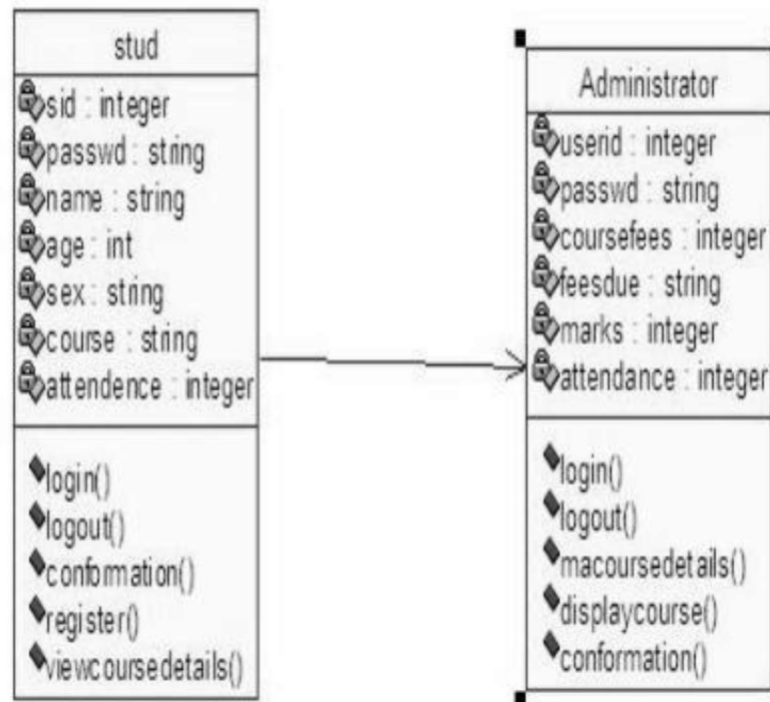 stud
sid : integer
passwd : string
name : string
age : int
sex : string
course : string
attendence : integer
login()
logout()
conformation()
register()
viewcoursedetails()
Administrator
userid : integer
passwd : string
coursefees : integer
feesdue : string
marks : integer
attendance : integer
login()
logout()
macoursedetails()
displaycourse()
conformation()